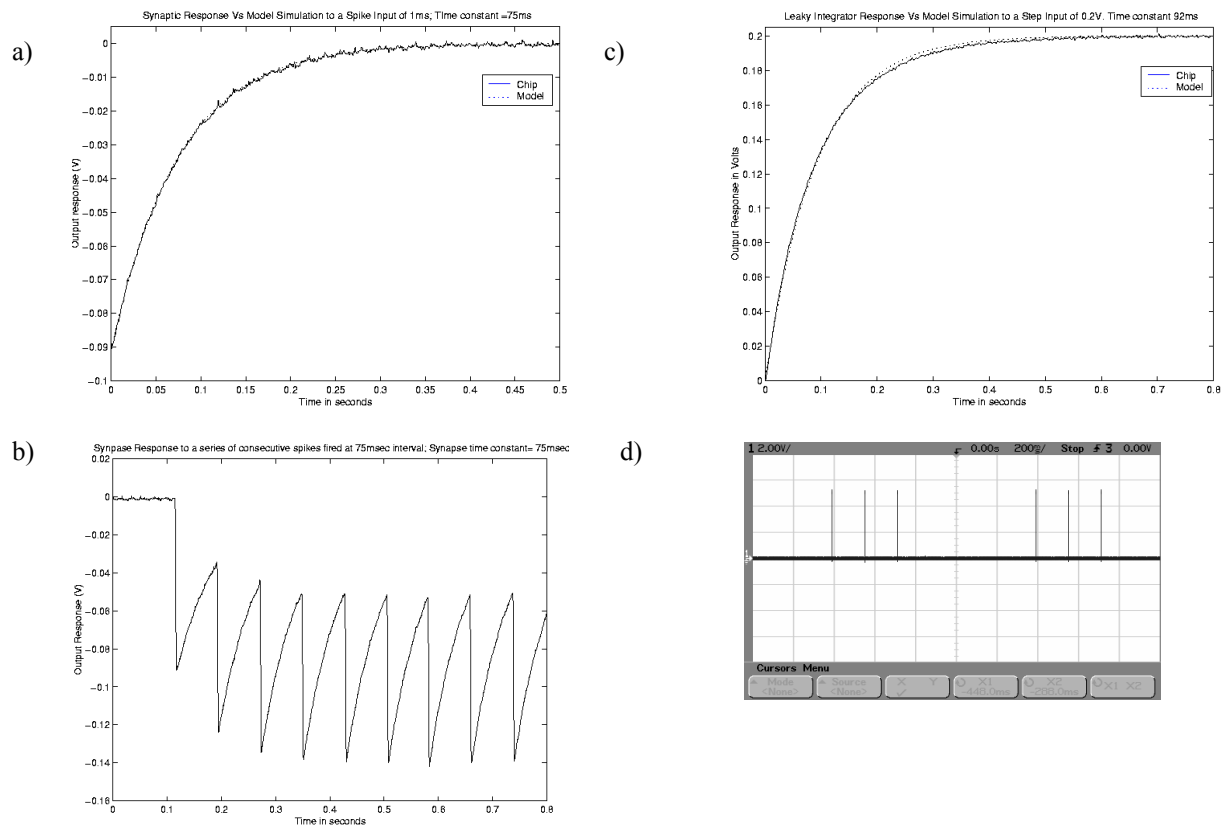 a)
Synaptic Response Vs Model Simulation to a Spike Input of 1ms; Time constant =75ms
0
−0.01
−0.02
−0.03
−0.04
−0.05
−0.06
−0.07
−0.08
−0.09
−0.1
Output response (V)
Chip
Model
0 0.05 0.1 0.15 0.2 0.25 0.3 0.35 0.4 0.45 0.5
Time in seconds
c)
Leaky Integrator Response Vs Model Simulation to a Step Input of 0.2V. Time constant 92ms
0.2
0.18
0.16
0.14
0.12
0.1
0.08
0.06
0.04
0.02
0
Output Response in Volts
Chip
Model
0 0.1 0.2 0.3 0.4 0.5 0.6 0.7 0.8
Time in seconds
b)
Synpase Response to a series of consecutive spikes fired at 75msec interval; Synapse time constant= 75msec
0.02
0
−0.02
−0.04
−0.06
−0.08
−0.1
−0.12
−0.14
−0.16
Output Response (V)
0 0.1 0.2 0.3 0.4 0.5 0.6 0.7 0.8
Time in seconds
d)
1 2.00V/ 0.00s 200ms/ Stop 3 0.00V
Cursors Menu
Mode <None>
Source <None>
X Y
X1 -448.0ms
X2 -288.0ms
X1 X2